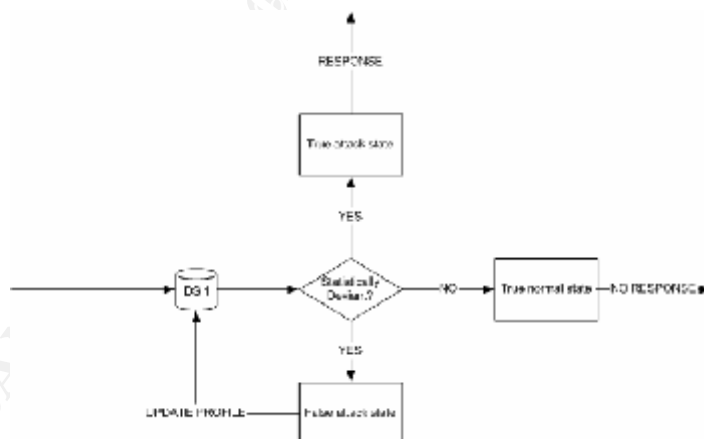 RESPONSE
True attack state
YES
DS 1
Statistically
Deviant?
NO
True normal state
NO RESPONSE
YES
UPDATE PROFILE
False attack state